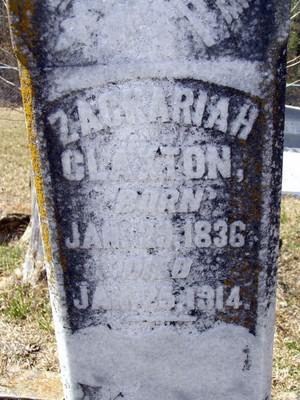 ZACHARIAH
CLAXTON,
BORN
1836
DIED
1914.